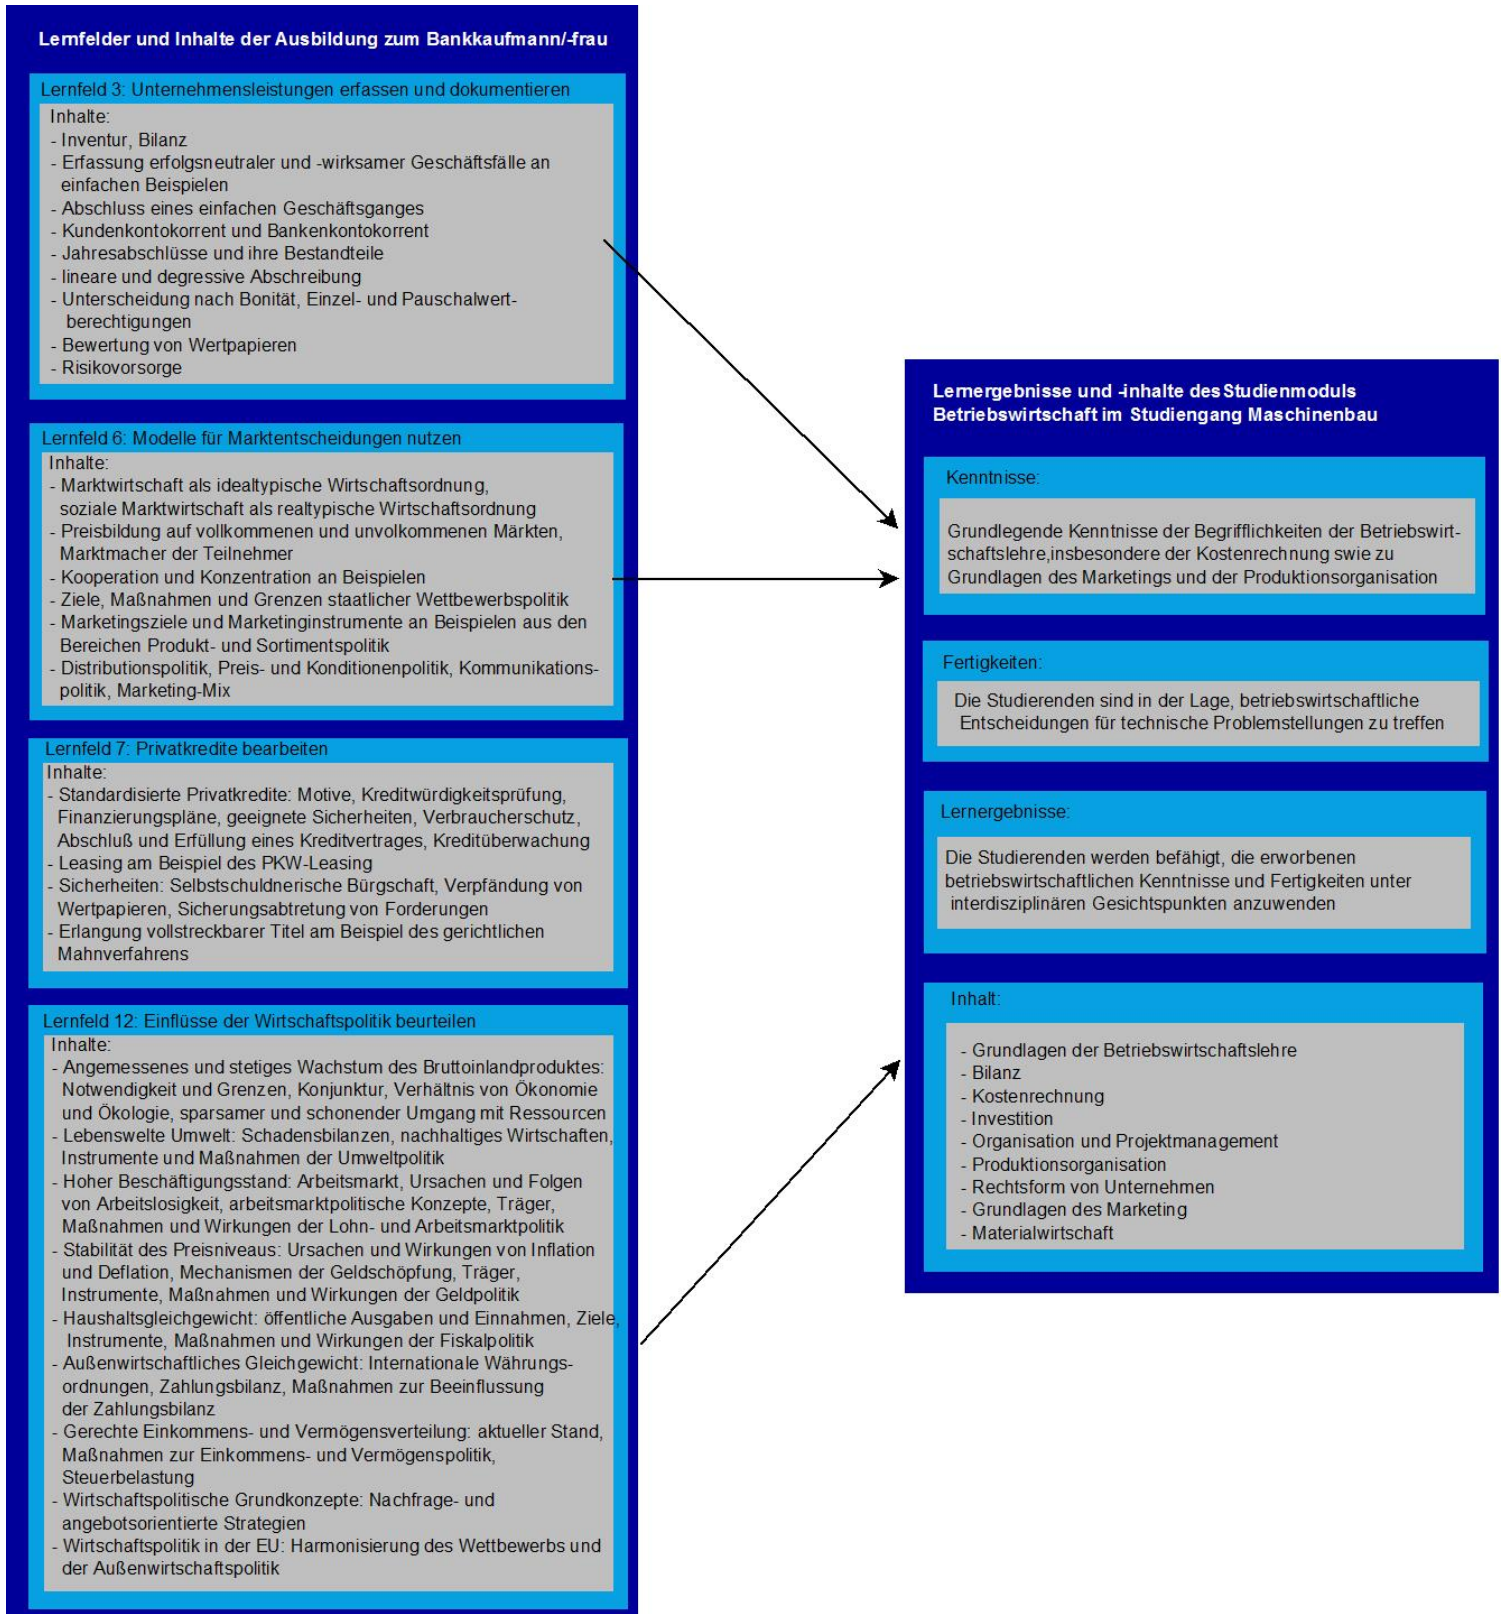 Lernfelder und Inhalte der Ausbildung zum Bankkaufmann/-frau
Lernfeld 3: Unternehmensleistungen erfassen und dokumentieren
Inhalte:
- Inventur, Bilanz
- Erfassung erfolgsneutraler und -wirksamer Geschäftsfälle an
einfachen Beispielen
- Abschluss eines einfachen Geschäftsganges
- Kundenkontokorrent und Bankenkontokorrent
- Jahresabschlüsse und ihre Bestandteile
- lineare und degressive Abschreibung
- Unterscheidung nach Bonität, Einzel- und Pauschalwert-
berechtigungen
- Bewertung von Wertpapieren
- Risikovorsorge
Lernfeld 6: Modelle für Marktentscheidungen nutzen
Inhalte:
- Marktwirtschaft als idealtypische Wirtschaftsordnung,
soziale Marktwirtschaft als realtypische Wirtschaftsordnung
- Preisbildung auf vollkommenen und unvolkommenen Märkten,
Marktmacher der Teilnehmer
- Kooperation und Konzentration an Beispielen
- Ziele, Maßnahmen und Grenzen staatlicher Wettbewerbspolitik
- Marketingsziele und Marketinginstrumente an Beispielen aus den
Bereichen Produkt- und Sortimentspolitik
- Distributionspolitik, Preis- und Konditionenpolitik, Kommunikations-
politik, Marketing-Mix
Lernfeld 7: Privatkredite bearbeiten
Inhalte:
- Standardisierte Privatkredite: Motive, Kreditwürdigkeitsprüfung,
Finanzierungspläne, geeignete Sicherheiten, Verbraucherschutz,
Abschluß und Erfüllung eines Kreditvertrages, Kreditüberwachung
- Leasing am Beispiel des PKW-Leasing
- Sicherheiten: Selbstschuldnerische Bürgschaft, Verpfändung von
Wertpapieren, Sicherungsabtretung von Forderungen
- Erlangung vollstreckbarer Titel am Beispiel des gerichtlichen
Mahnverfahrens
Lernfeld 12: Einflüsse der Wirtschaftspolitik beurteilen
Inhalte:
- Angemessenes und stetiges Wachstum des Bruttoinlandproduktes:
Notwendigkeit und Grenzen, Konjunktur, Verhältnis von Ökonomie
und Ökologie, sparsamer und schonender Umgang mit Ressourcen
- Lebenswelte Umwelt: Schadensbilanzen, nachhaltiges Wirtschaften,
Instrumente und Maßnahmen der Umweltpolitik
- Hoher Beschäftigungsstand: Arbeitsmarkt, Ursachen und Folgen
von Arbeitslosigkeit, arbeitsmarktpolitische Konzepte, Träger,
Maßnahmen und Wirkungen der Lohn- und Arbeitsmarktpolitik
- Stabilität des Preisniveaus: Ursachen und Wirkungen von Inflation
und Deflation, Mechanismen der Geldschöpfung, Träger,
Instrumente, Maßnahmen und Wirkungen der Geldpolitik
- Haushaltsgleichgewicht: öffentliche Ausgaben und Einnahmen, Ziele,
Instrumente, Maßnahmen und Wirkungen der Fiskalpolitik
- Außenwirtschaftliches Gleichgewicht: Internationale Währungs-
ordnungen, Zahlungsbilanz, Maßnahmen zur Beeinflussung
der Zahlungsbilanz
- Gerechte Einkommens- und Vermögensverteilung: aktueller Stand,
Maßnahmen zur Einkommens- und Vermögenspolitik,
Steuerbelastung
- Wirtschaftspolitische Grundkonzepte: Nachfrage- und
angebotsorientierte Strategien
- Wirtschaftspolitik in der EU: Harmonisierung des Wettbewerbs und
der Außenwirtschaftspolitik
Lernergebnisse und -inhalte des Studienmoduls
Betriebswirtschaft im Studiengang Maschinenbau
Kenntnisse:
Grundlegende Kenntnisse der Begrifflichkeiten der Betriebswirt-
schaftslehre,insbesondere der Kostenrechnung swie zu
Grundlagen des Marketings und der Produktionsorganisation
Fertigkeiten:
Die Studierenden sind in der Lage, betriebswirtschaftliche
Entscheidungen für technische Problemstellungen zu treffen
Lernergebnisse:
Die Studierenden werden befähigt, die erworbenen
betriebswirtschaftlichen Kenntnisse und Fertigkeiten unter
interdisziplinären Gesichtspunkten anzuwenden
Inhalt:
- Grundlagen der Betriebswirtschaftslehre
- Bilanz
- Kostenrechnung
- Investition
- Organisation und Projektmanagement
- Produktionsorganisation
- Rechtsform von Unternehmen
- Grundlagen des Marketing
- Materialwirtschaft